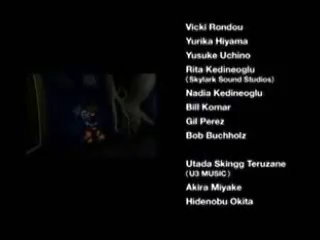 Vicki Rondou
Yurika Hiyama
Yusuke Uchino
Rita Kedineoglu
(Skylark Sound Studios)
Nadia Kedineoglu
Bill Komar
Gil Perez
Bob Buchholz
Utada Skingg Teruzane
(U3 MUSIC)
Akira Miyake
Hidenobu Okita